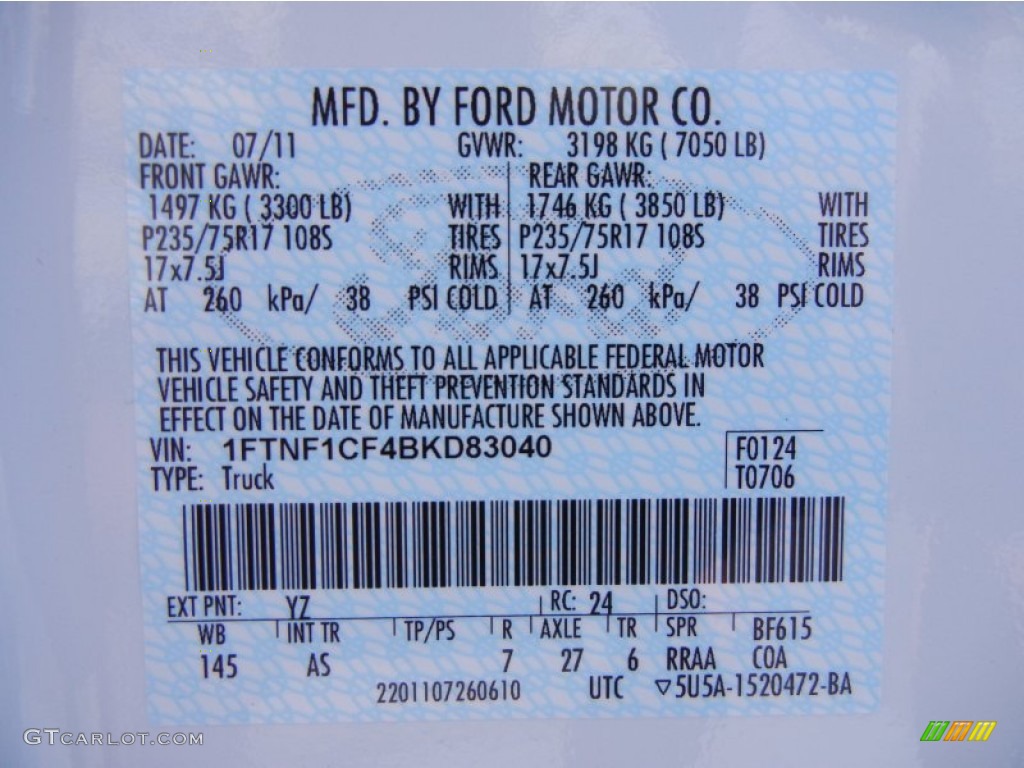 MFD. BY FORD MOTOR CO.
DATE: 07/11 GVWR: 3198 KG ( 7050 LB)
FRONT GAWR: REAR GAWR:
1497 KG ( 3300 LB) WITH 1746 KG ( 3850 LB) WITH
P235/75R17 108S TIRES P235/75R17 108S TIRES
17x7.5J RIMS 17x7.5J RIMS
AT 260 kPa/ 38 PSI COLD AT 260 kPa/ 38 PSI COLD
THIS VEHICLE CONFORMS TO ALL APPLICABLE FEDERAL MOTOR
VEHICLE SAFETY AND THEFT PREVENTION STANDARDS IN
EFFECT ON THE DATE OF MANUFACTURE SHOWN ABOVE.
VIN: 1FTNF1CF4BKD83040 F0124
TYPE: Truck T0706
EXT PNT: YZ RC: 24 DSO:
WB INT TR TP/PS R AXLE TR SPR BF615
145 AS 7 27 6 RRAA COA
2201107260610 UTC ▽5U5A-1520472-BA
GTCARLOT.COM